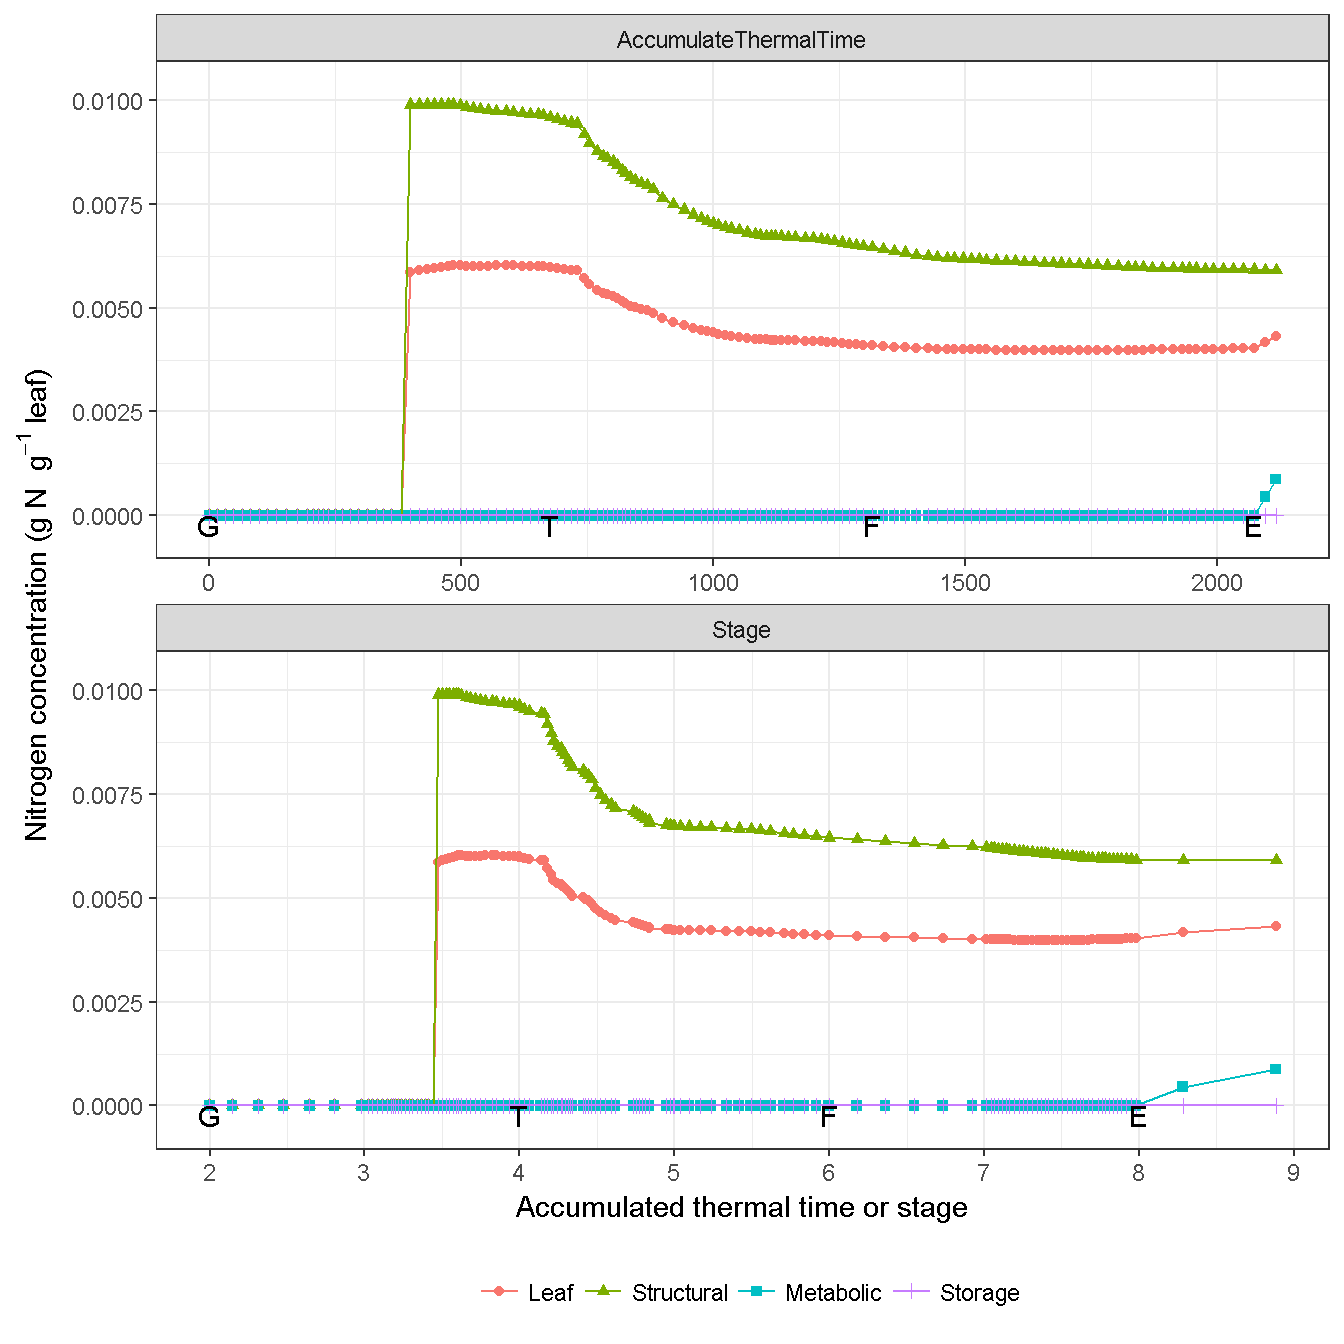 AccumulateThermalTime
0.0100
0.0075
0.0050
0.0025
0.0000
G T F E
0 500 1000 1500 2000
Nitrogen concentration (g N g⁻¹ leaf)
Stage
0.0100
0.0075
0.0050
0.0025
0.0000
G T F E
2 3 4 5 6 7 8 9
Accumulated thermal time or stage
Leaf Structural Metabolic Storage